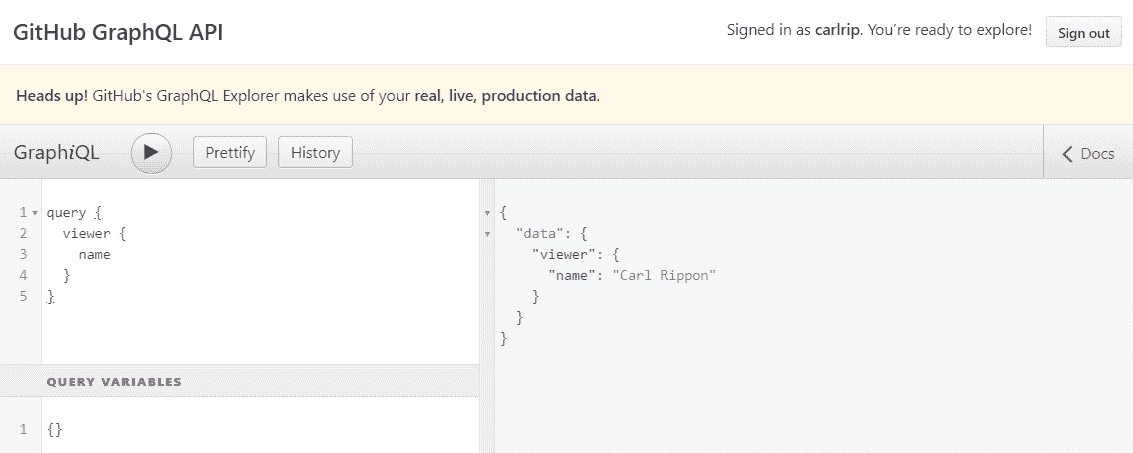 GitHub GraphQL API
Signed in as carlrip. You're ready to explore!
Sign out
Heads up! GitHub's GraphQL Explorer makes use of your real, live, production data.
GraphiQL
Prettify
History
Docs
1 query {
2   viewer {
3     name
4   }
5 }
{
  "data": {
    "viewer": {
      "name": "Carl Rippon"
    }
  }
}
QUERY VARIABLES
1 {}